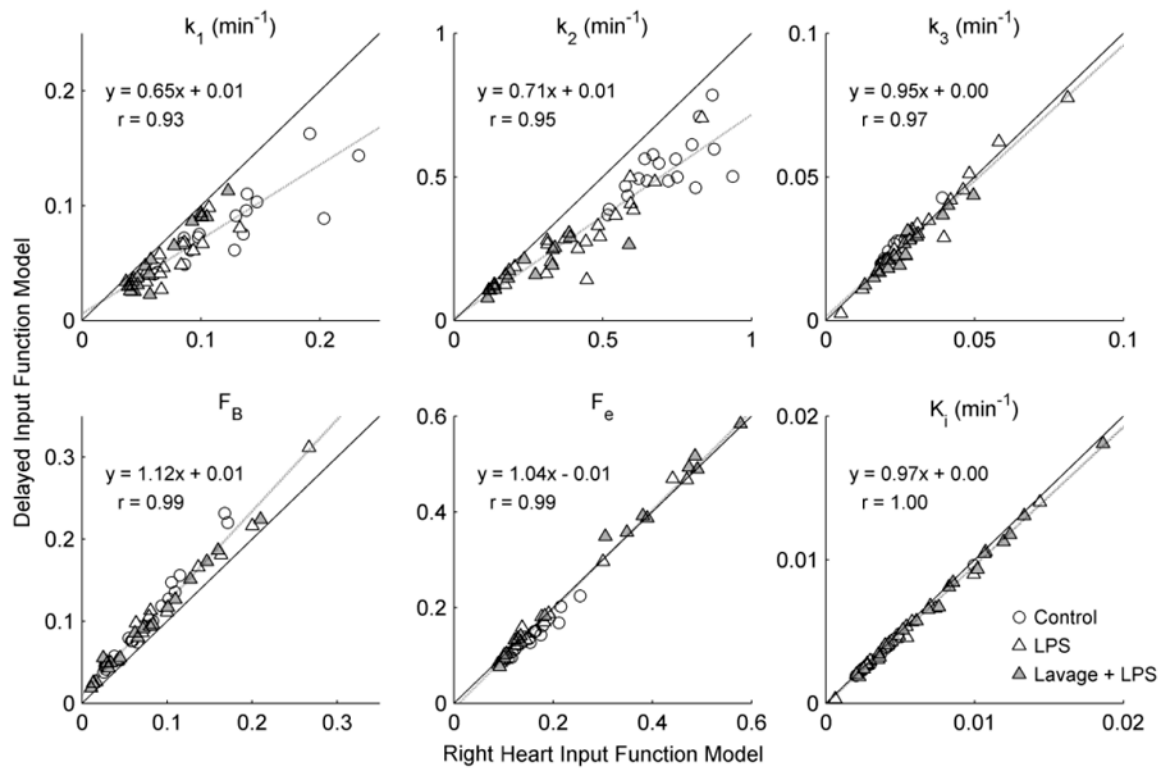 k1 (min-1)
y = 0.65x + 0.01
r = 0.93
0.2
0.1
0
0
0.1
0.2
k2 (min-1)
y = 0.71x + 0.01
r = 0.95
1
0.5
0
0
0.5
1
k3 (min-1)
y = 0.95x + 0.00
r = 0.97
0.1
0.05
0
0
0.05
0.1
Delayed Input Function Model
FB
y = 1.12x + 0.01
r = 0.99
0.3
0.2
0.1
0
0
0.1
0.2
0.3
Fe
y = 1.04x - 0.01
r = 0.99
0.6
0.4
0.2
0
0
0.2
0.4
0.6
Ki (min-1)
y = 0.97x + 0.00
r = 1.00
0.02
0.01
0
0
0.01
0.02
Control
LPS
Lavage + LPS
Right Heart Input Function Model